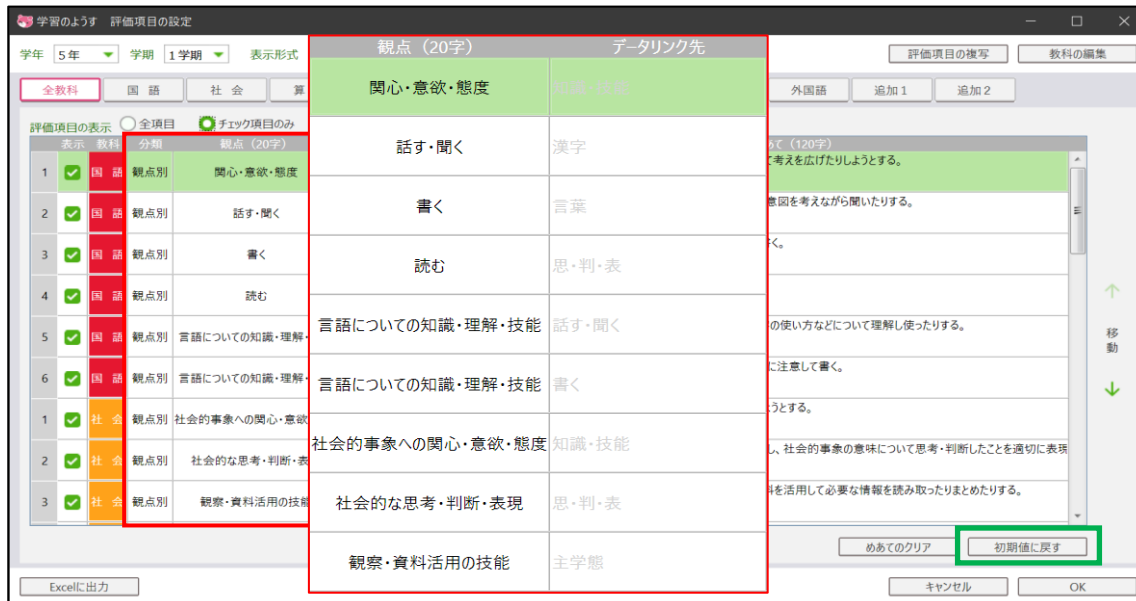 学習のようす 評価項目の設定
学年 5年 学期 1学期 表示形式 評価項目の複写 教科の編集
全教科 国 語 社 会 算 外国語 追加1 追加2
評価項目の表示 全項目 チェック項目のみ
表示 教科 分類 観点（20字） 観点（20字） データリンク先 めあて（120字）
1 国 語 観点別 関心・意欲・態度 関心・意欲・態度 て考えを広げたりしようとする。
2 国 語 観点別 話す・聞く 話す・聞く 漢字 意図を考えながら聞いたりする。
3 国 語 観点別 書く 書く 言葉 く。
4 国 語 観点別 読む 読む 思・判・表
5 国 語 観点別 言語についての知識・理解・ 言語についての知識・理解・技能 話す・聞く の使い方などについて理解し使ったりする。
6 国 語 観点別 言語についての知識・理解・ 言語についての知識・理解・技能 書く に注意して書く。
1 社 会 観点別 社会的事象への関心・意欲 社会的事象への関心・意欲・態度 知識・技能 うとする。
2 社 会 観点別 社会的な思考・判断・表 社会的な思考・判断・表現 思・判・表 し、社会的事象の意味について思考・判断したことを適切に表現
3 社 会 観点別 観察・資料活用の技能 観察・資料活用の技能 主学態 料を活用して必要な情報を読み取ったりまとめたりする。
移動
めあてのクリア 初期値に戻す
Excelに出力 キャンセル OK